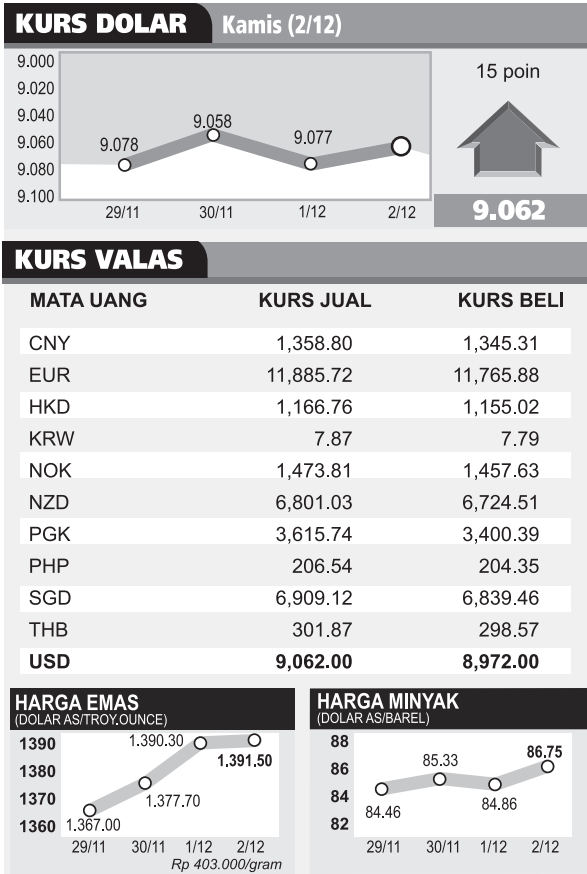 KURS DOLAR Kamis (2/12)
9.000
9.020
9.040
9.060
9.080
9.100
9.078
9.058
9.077
29/11 30/11 1/12 2/12
15 poin
9.062
KURS VALAS
MATA UANG KURS JUAL KURS BELI
CNY 1,358.80 1,345.31
EUR 11,885.72 11,765.88
HKD 1,166.76 1,155.02
KRW 7.87 7.79
NOK 1,473.81 1,457.63
NZD 6,801.03 6,724.51
PGK 3,615.74 3,400.39
PHP 206.54 204.35
SGD 6,909.12 6,839.46
THB 301.87 298.57
USD 9,062.00 8,972.00
HARGA EMAS
(DOLAR AS/TROY.OUNCE)
1390
1380
1370
1360
1.367.00
1.377.70
1.390.30
1.391.50
29/11 30/11 1/12 2/12
Rp 403.000/gram
HARGA MINYAK
(DOLAR AS/BAREL)
88
86
84
82
84.46
85.33
84.86
86.75
29/11 30/11 1/12 2/12